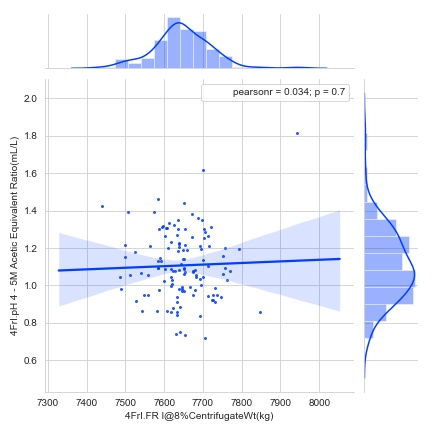 pearsonr = 0.034; p = 0.7
2.0
1.8
1.6
1.4
1.2
1.0
0.8
0.6
4FrI.pH 4 - 5M Acetic Equivalent Ratio(mL/L)
7300 7400 7500 7600 7700 7800 7900 8000
4FrI.FR I@8%CentrifugateWt(kg)